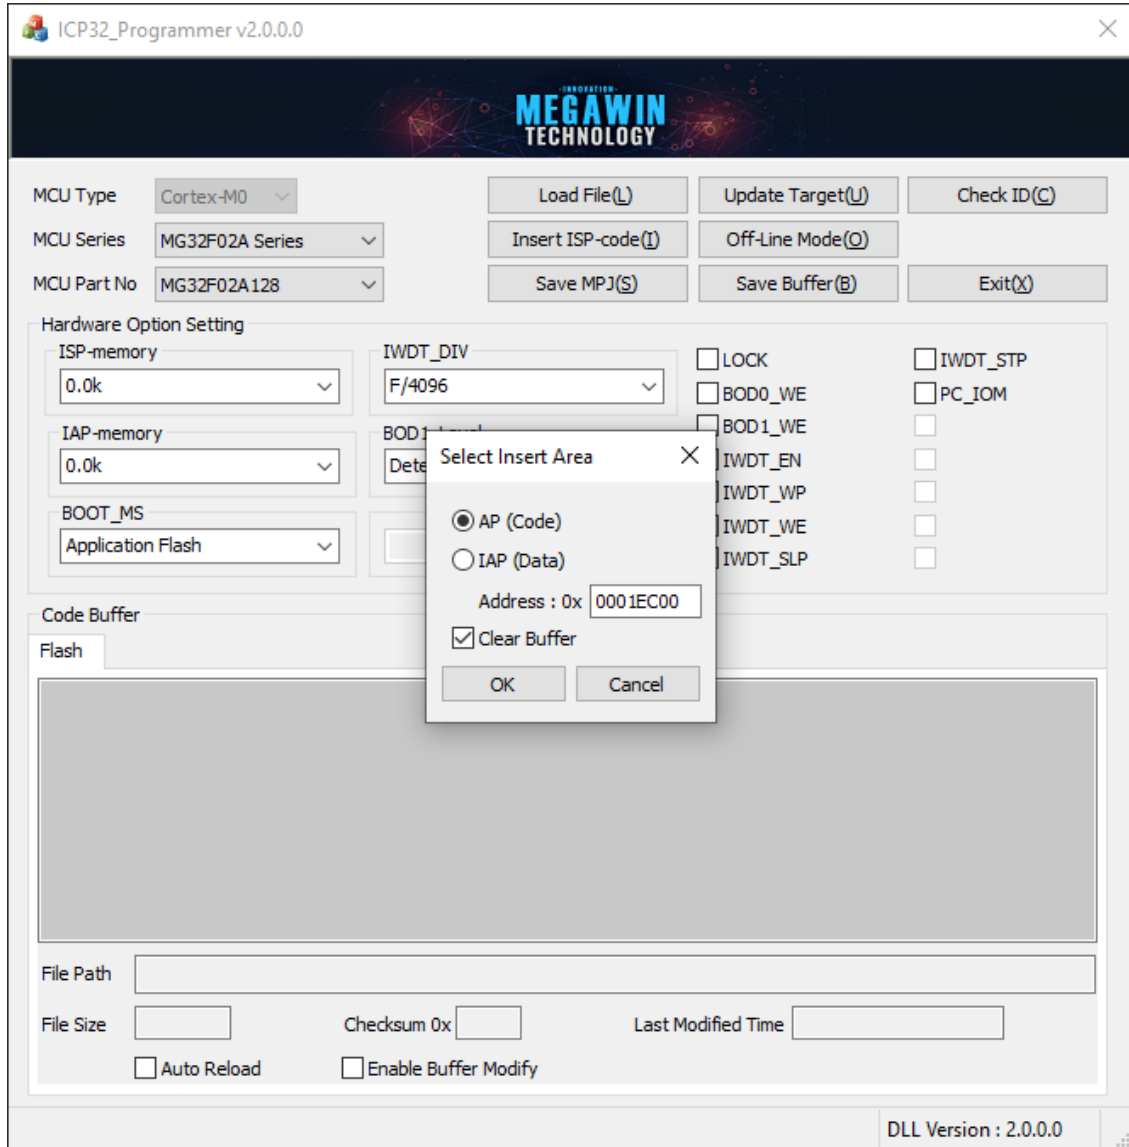 ICP32_Programmer v2.0.0.0
-INNOVATION-
MEGAWIN
TECHNOLOGY
MCU Type Cortex-M0 Load File(L) Update Target(U) Check ID(C)
MCU Series MG32F02A Series Insert ISP-code(I) Off-Line Mode(O)
MCU Part No MG32F02A128 Save MPJ(S) Save Buffer(B) Exit(X)
Hardware Option Setting
ISP-memory IWDT_DIV LOCK IWDT_STP
0.0k F/4096 BOD0_WE PC_IOM
IAP-memory BOD1 BOD1_WE
0.0k IWDT_EN
BOOT_MS IWDT_WP
Application Flash IWDT_WE
IWDT_SLP
Select Insert Area
AP (Code)
IAP (Data)
Address : 0x 0001EC00
Clear Buffer
OK Cancel
Code Buffer
Flash
File Path
File Size Checksum 0x Last Modified Time
Auto Reload Enable Buffer Modify
DLL Version : 2.0.0.0